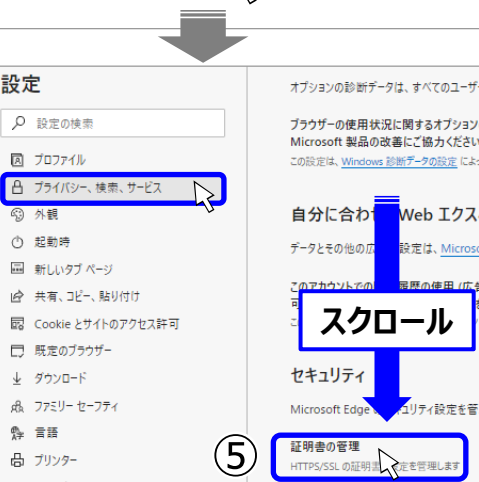 設定
設定の検索
プロファイル
プライバシー、検索、サービス
外観
起動時
新しいタブ ページ
共有、コピー、貼り付け
Cookie とサイトのアクセス許可
既定のブラウザー
ダウンロード
ファミリー セーフティ
言語
プリンター
オプションの診断データは、すべてのユーザ
ブラウザーの使用状況に関するオプション
Microsoft 製品の改善にご協力ください
この設定は、Windows 診断データの設定 によっ
自分に合わ Web エクス
データとその他の 設定は、Microso
このアカウントでの 履歴の使用 (広告
スクロール
セキュリティ
Microsoft Edge ュリティ設定を管
⑤
証明書の管理
HTTPS/SSL の証明書 設定を管理します